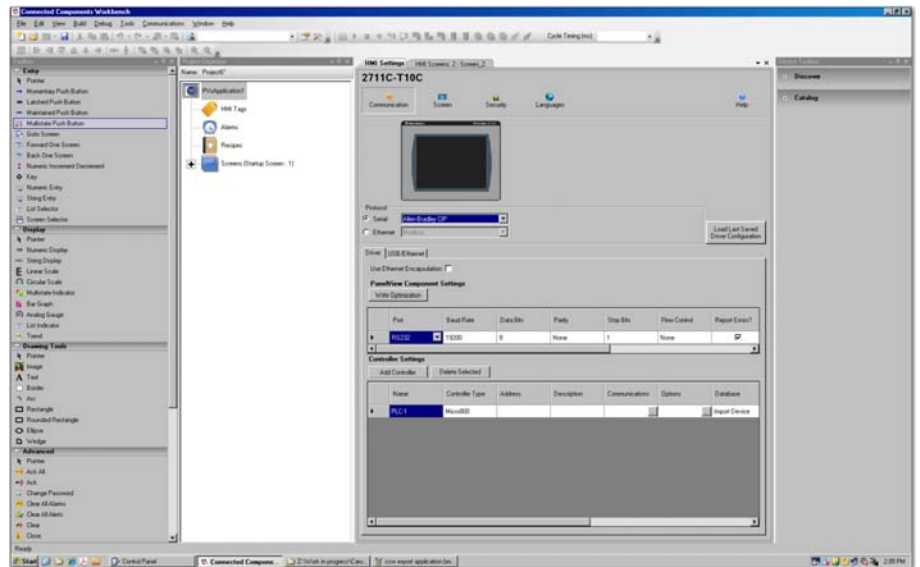 Connected Components Workbench
File Edit View Build Debug Tools Communications Window Help
Cycle Timing (ms)
Toolbox
Project Organizer
HMI Settings
HMI Screens: 2 - Screen_2
Device Toolbox
Entry
Pointer
Momentary Push Button
Latched Push Button
Maintained Push Button
Multistate Push Button
Goto Screen
Forward One Screen
Back One Screen
Numeric Increment Decrement
Key
Numeric Entry
String Entry
List Selector
Screen Selector
Display
Pointer
Numeric Display
String Display
Linear Scale
Circular Scale
Multistate Indicator
Bar Graph
Analog Gauge
List Indicator
Trend
Drawing Tools
Pointer
Image
Text
Border
Arc
Rectangle
Rounded Rectangle
Ellipse
Wedge
Advanced
Pointer
Ack All
Ack
Change Password
Clear All Alarms
Clear All Alerts
Clear
Close
Name: Project6*
PVcApplication1
HMI Tags
Alarms
Recipes
Screens (Startup Screen : 1)
2711C-T10C
Communication
Screen
Security
Languages
Help
Protocol
Serial
Allen-Bradley CIP
Ethernet
Modbus
Load Last Saved
Driver Configuration
Driver
USB/Ethernet
Use Ethernet Encapsulation
PanelView Component Settings
Write Optimization
Port Baud Rate Data Bits Parity Stop Bits Flow Control Report Errors?
RS232 19200 8 None 1 None
Controller Settings
Add Controller
Delete Selected
Name Controller Type Address Description Communications Options Database
PLC-1 Micro800 Import Device
Discover
Catalog
Ready
Start
Control Panel
Connected Compone...
2:05 PM